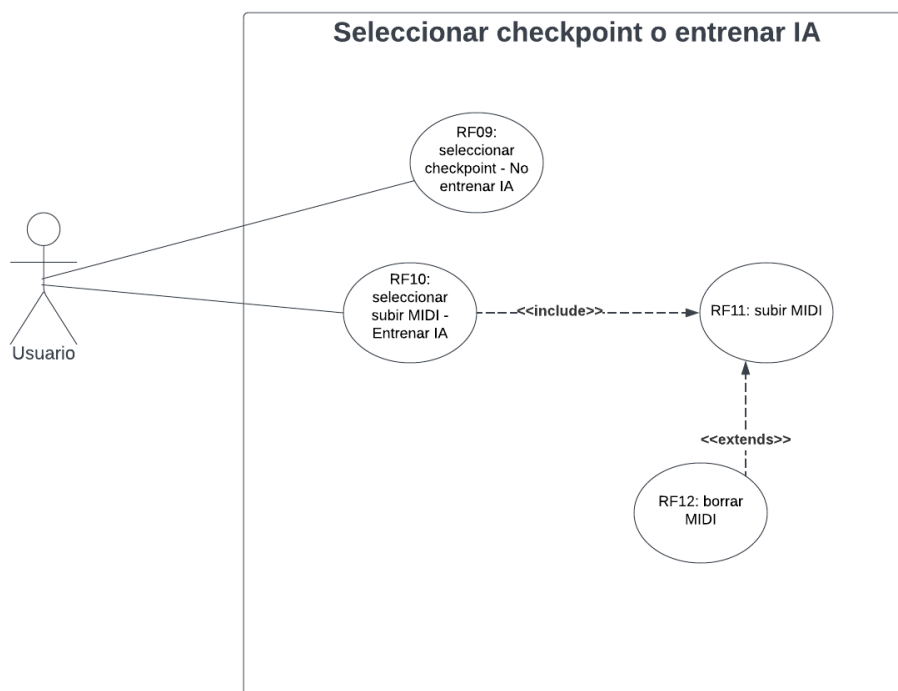 Seleccionar checkpoint o entrenar IA
RF09:
seleccionar
checkpoint - No
entrenar IA
Usuario
RF10:
seleccionar
subir MIDI -
Entrenar IA
<<include>>
RF11: subir MIDI
<<extends>>
RF12: borrar
MIDI